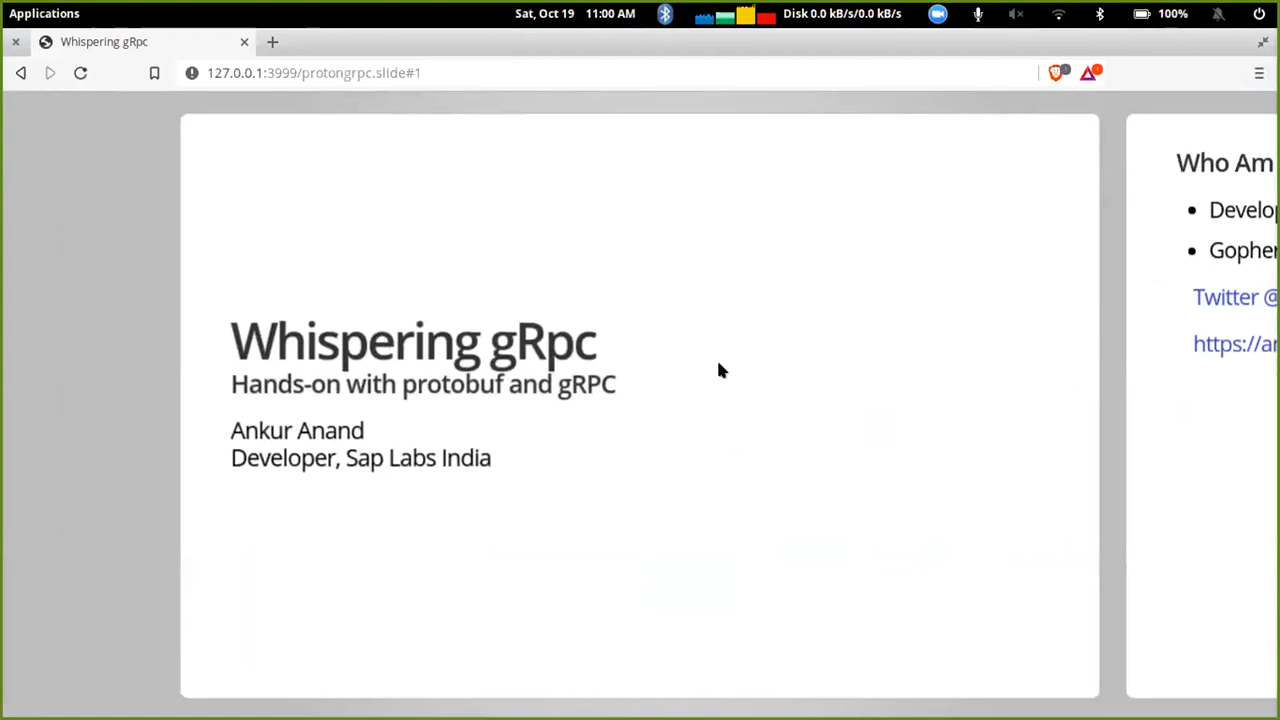 Applications
Sat, Oct 19 11:00 AM
Disk 0.0 kB/s/0.0 kB/s
100%
Whispering gRpc
127.0.0.1:3999/protongrpc.slide#1
Whispering gRpc
Hands-on with protobuf and gRPC
Ankur Anand
Developer, Sap Labs India
Who Am
Develo
Gopher
Twitter @
https://a